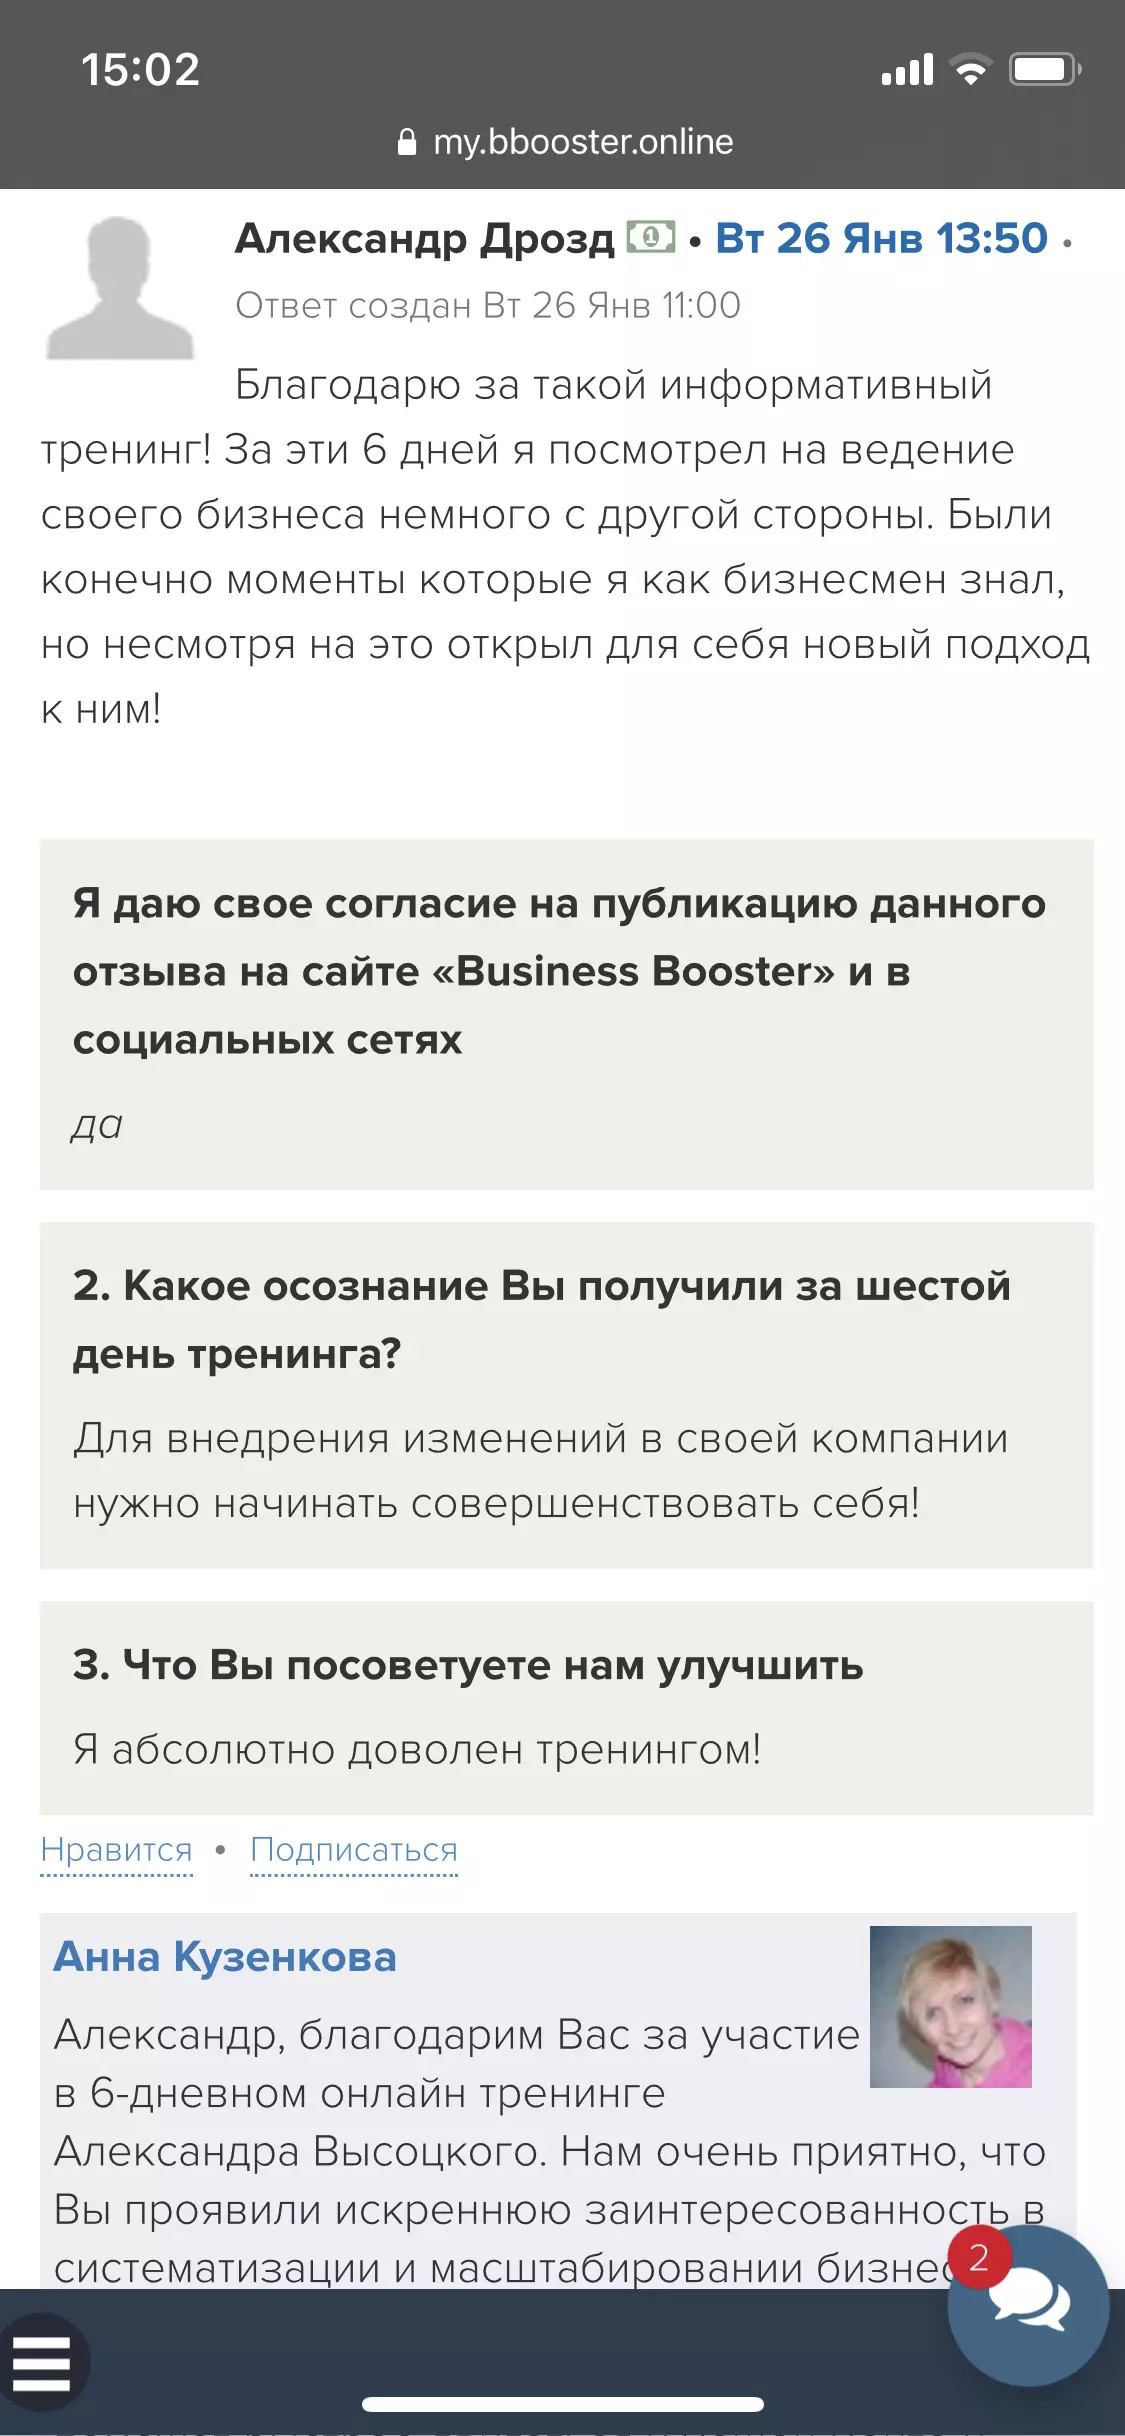 15:02
my.bbooster.online
Александр Дрозд • Вт 26 Янв 13:50 •
Ответ создан Вт 26 Янв 11:00
Благодарю за такой информативный
тренинг! За эти 6 дней я посмотрел на ведение
своего бизнеса немного с другой стороны. Были
конечно моменты которые я как бизнесмен знал,
но несмотря на это открыл для себя новый подход
к ним!
Я даю свое согласие на публикацию данного
отзыва на сайте «Business Booster» и в
социальных сетях
да
2. Какое осознание Вы получили за шестой
день тренинга?
Для внедрения изменений в своей компании
нужно начинать совершенствовать себя!
3. Что Вы посоветуете нам улучшить
Я абсолютно доволен тренингом!
Нравится • Подписаться
Анна Кузенкова
Александр, благодарим Вас за участие
в 6-дневном онлайн тренинге
Александра Высоцкого. Нам очень приятно, что
Вы проявили искреннюю заинтересованность в
систематизации и масштабировании
2